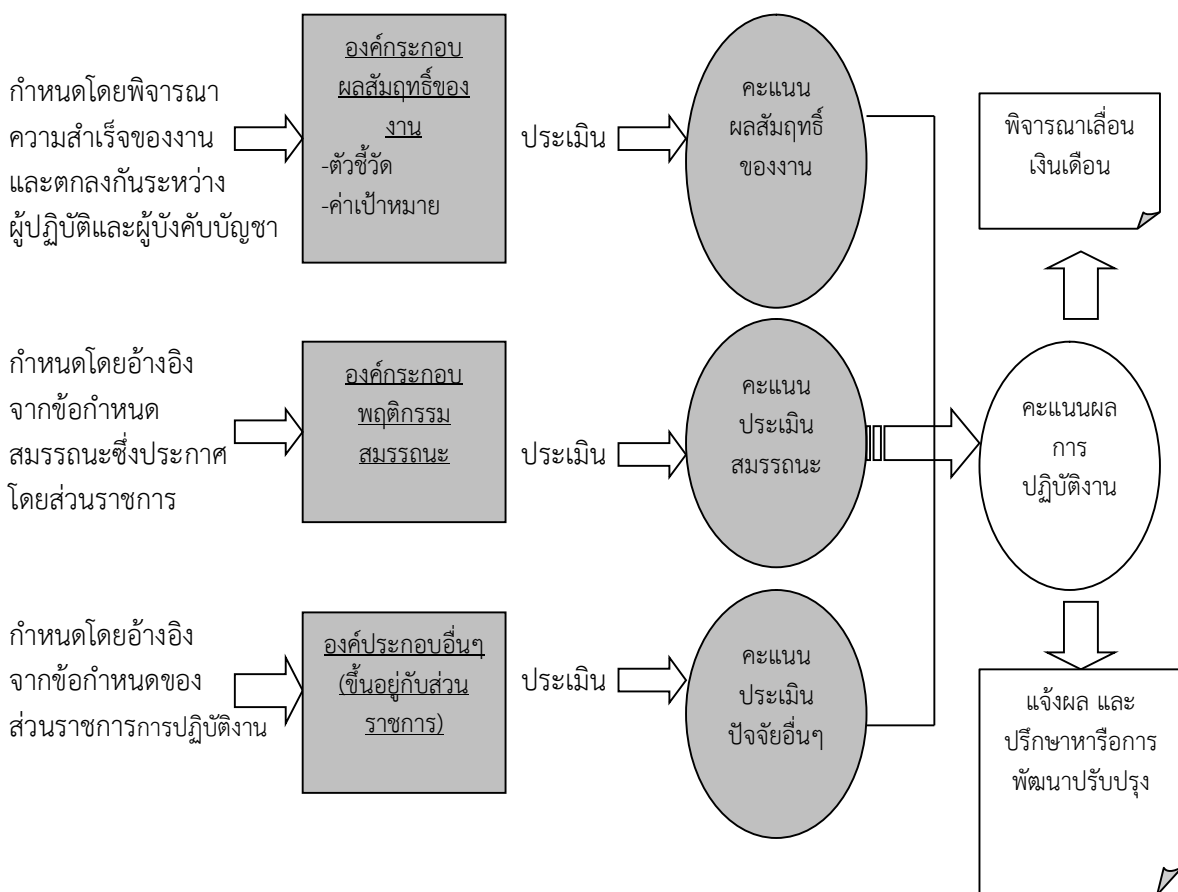 กำหนดโดยพิจารณา
ความสำเร็จของงาน
และตกลงกันระหว่าง
ผู้ปฏิบัติและผู้บังคับบัญชา
องค์กระกอบ
ผลสัมฤทธิ์ของ
งาน
-ตัวชี้วัด
-ค่าเป้าหมาย
ประเมิน
คะแนน
ผลสัมฤทธิ์
ของงาน
พิจารณาเลื่อน
เงินเดือน
กำหนดโดยอ้างอิง
จากข้อกำหนด
สมรรถนะซึ่งประกาศ
โดยส่วนราชการ
องค์กระกอบ
พฤติกรรม
สมรรถนะ
ประเมิน
คะแนน
ประเมิน
สมรรถนะ
คะแนนผล
การ
ปฏิบัติงาน
กำหนดโดยอ้างอิง
จากข้อกำหนดของ
ส่วนราชการการปฏิบัติงาน
องค์ประกอบอื่นๆ
(ขึ้นอยู่กับส่วน
ราชการ)
ประเมิน
คะแนน
ประเมิน
ปัจจัยอื่นๆ
แจ้งผล และ
ปรึกษาหารือการ
พัฒนาปรับปรุง